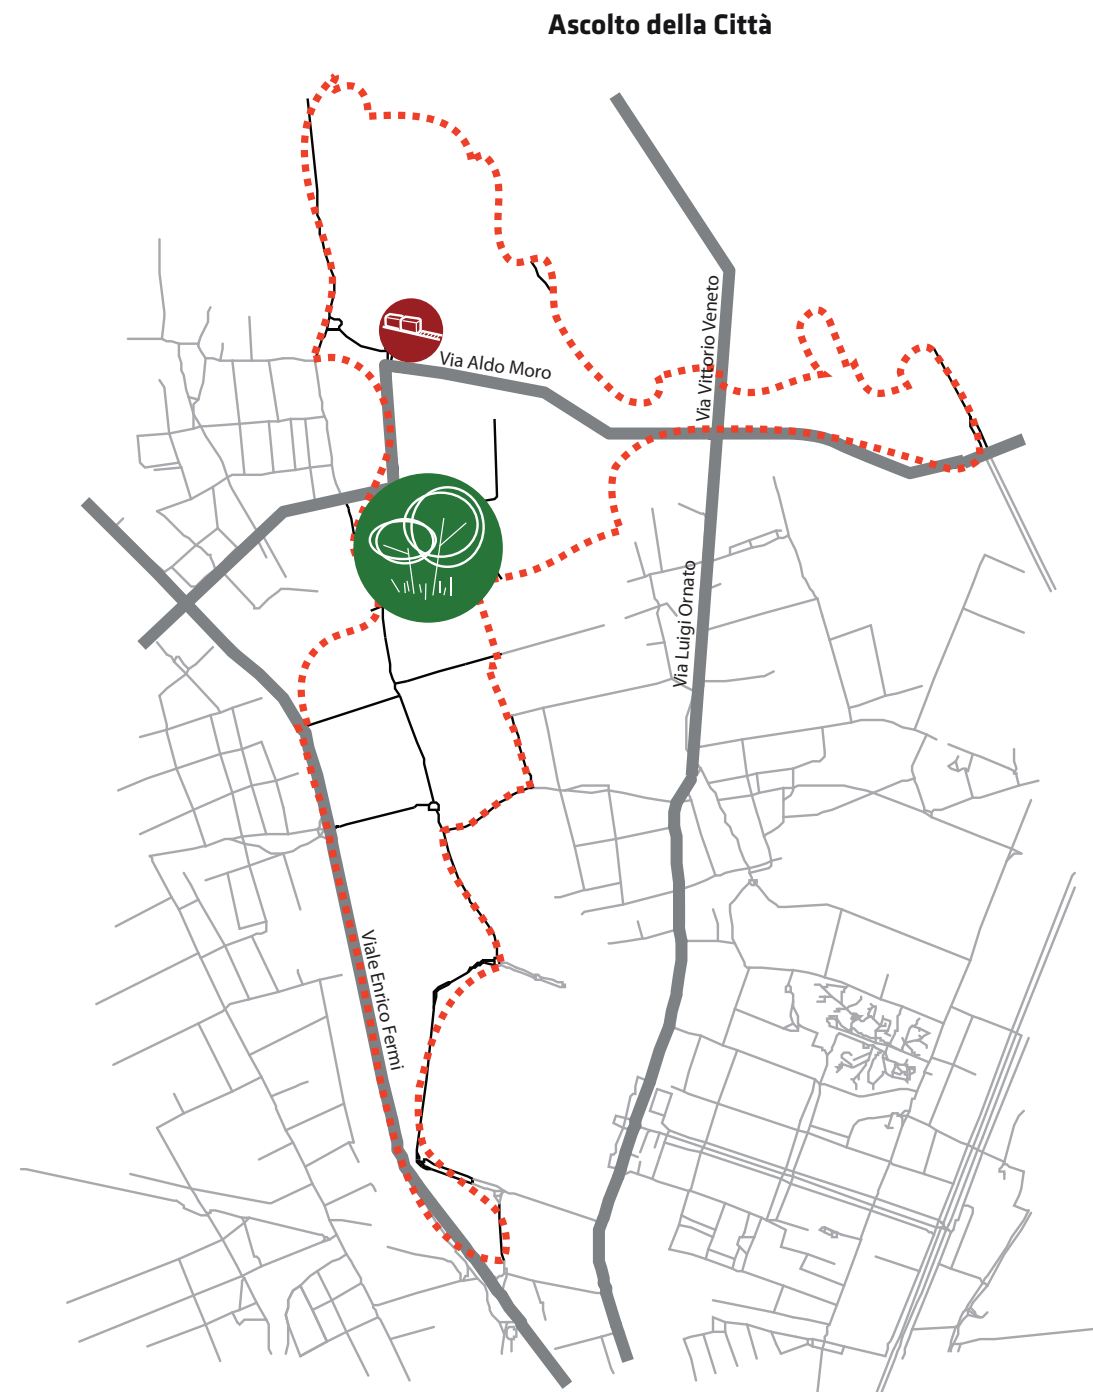 Ascolto della Città
Via Vittorio Veneto
Via Aldo Moro
Via Luigi Ornato
Viale Enrico Fermi